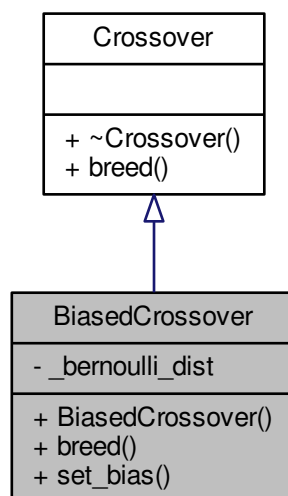 Crossover
+ ~Crossover()
+ breed()
BiasedCrossover
- _bernoulli_dist
+ BiasedCrossover()
+ breed()
+ set_bias()